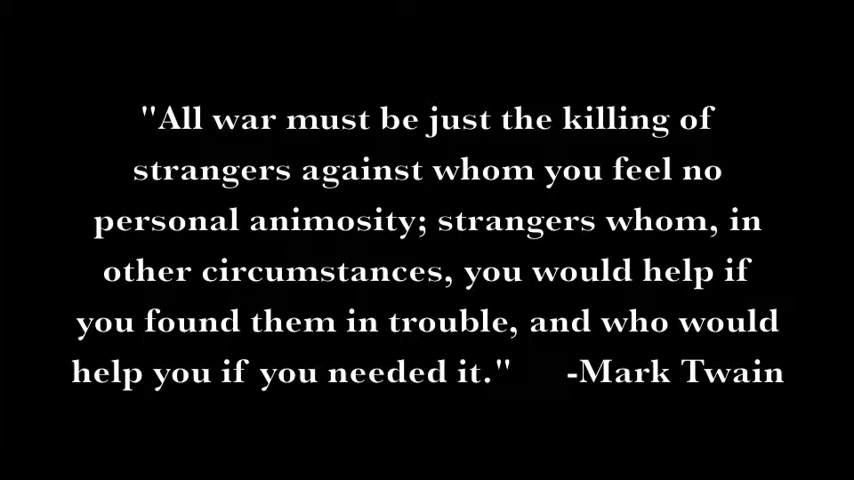 "All war must be just the killing of
strangers against whom you feel no
personal animosity; strangers whom, in
other circumstances, you would help if
you found them in trouble, and who would
help you if you needed it." -Mark Twain